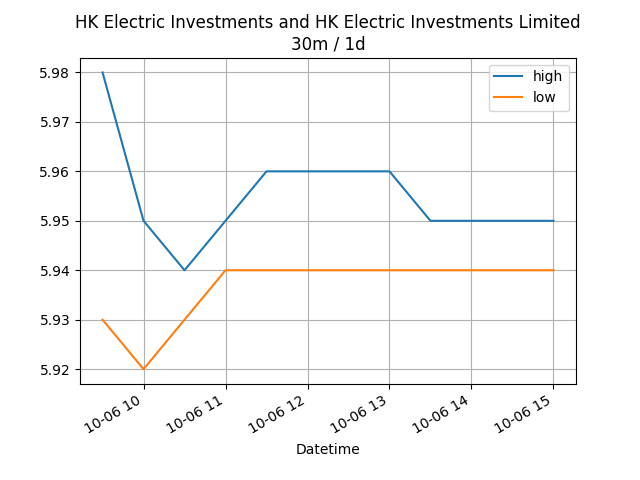 HK Electric Investments and HK Electric Investments Limited
30m / 1d
high
low
5.98
5.97
5.96
5.95
5.94
5.93
5.92
10-06 10
10-06 11
10-06 12
10-06 13
10-06 14
10-06 15
Datetime